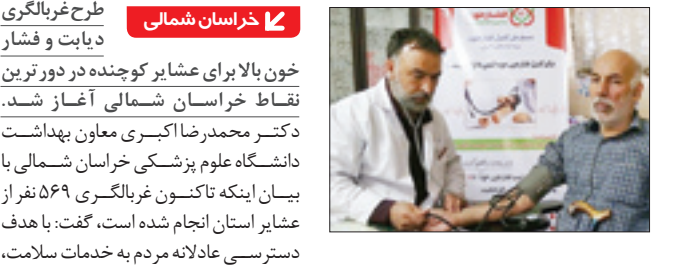 خراسان شمالی
طرح غربالگری
دیابت و فشار
خون بالا برای عشایر کوچنده در دورترین
نقاط خراسان شمالی آغاز شد.
دکتر محمدرضا اکبری معاون بهداشت
دانشگاه علوم پزشکی خراسان شمالی با
بیان اینکه تاکنون غربالگری ۵۶۹ نفر از
عشایر استان انجام شده است، گفت: با هدف
دسترسی عادلانه مردم به خدمات سلامت،